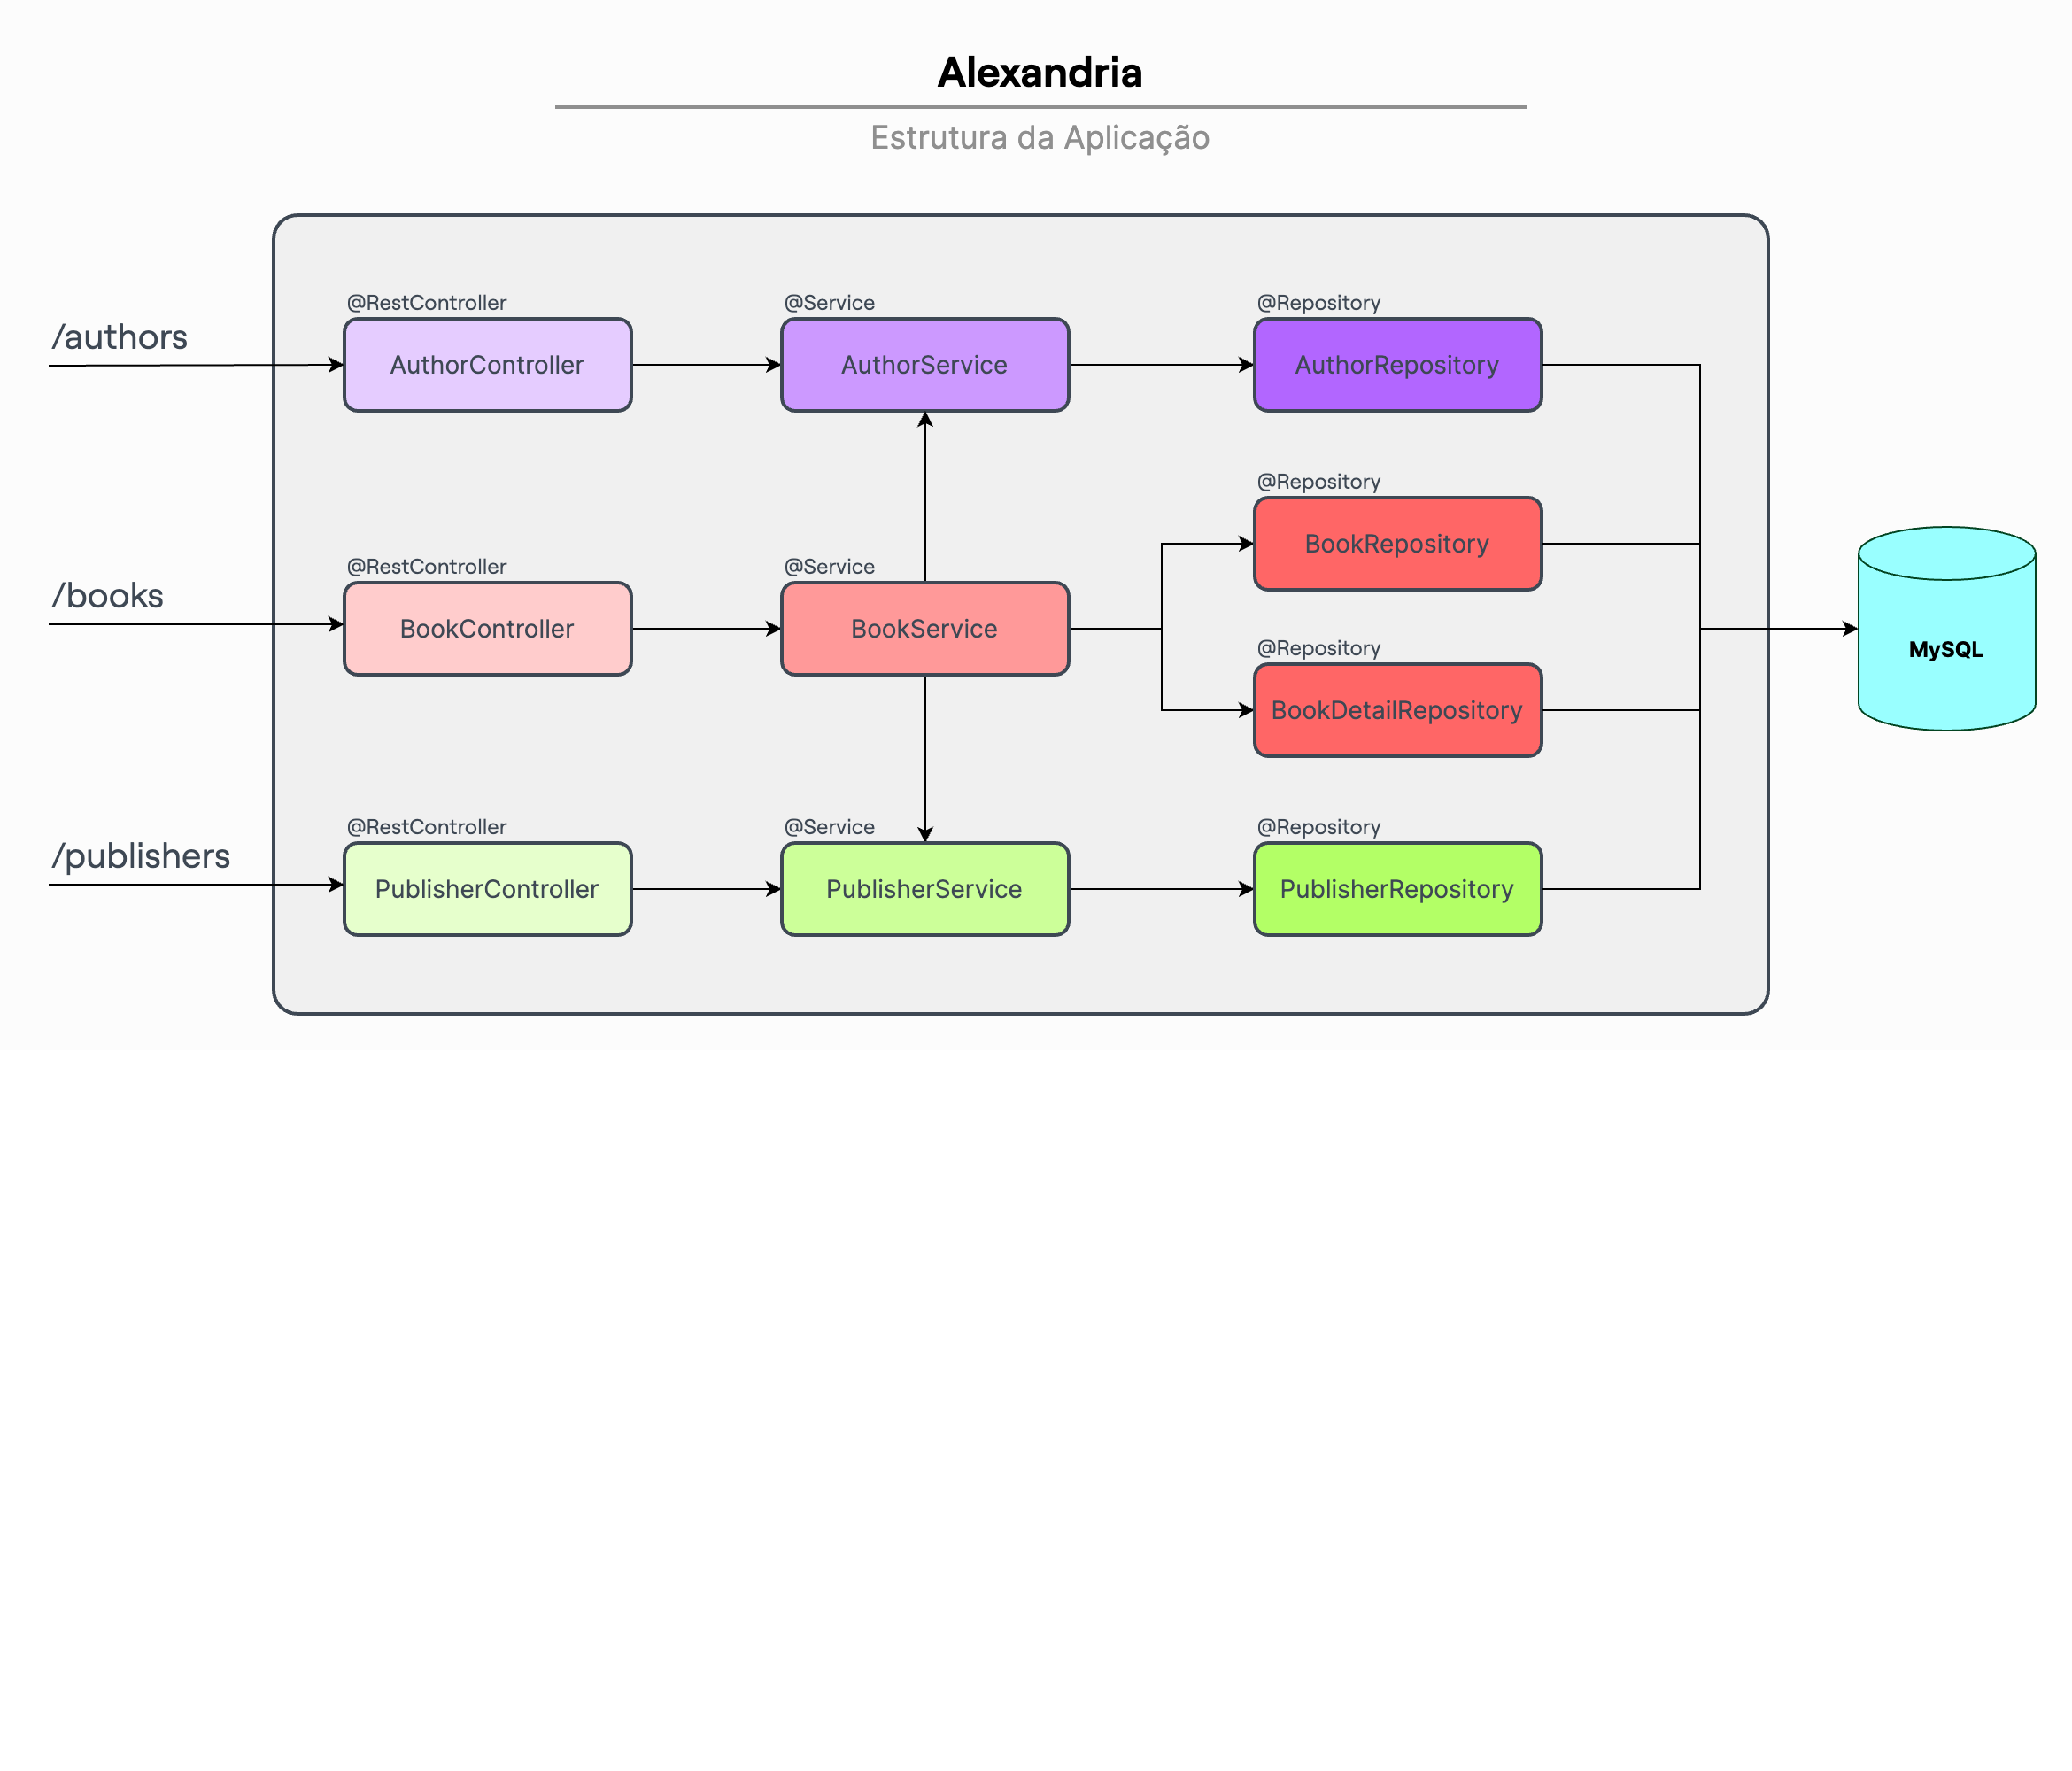 Alexandria
Estrutura da Aplicação
/authors
@RestController
AuthorController
@Service
AuthorService
@Repository
AuthorRepository
@Repository
BookRepository
/books
@RestController
BookController
@Service
BookService
@Repository
BookDetailRepository
MySQL
/publishers
@RestController
PublisherController
@Service
PublisherService
@Repository
PublisherRepository